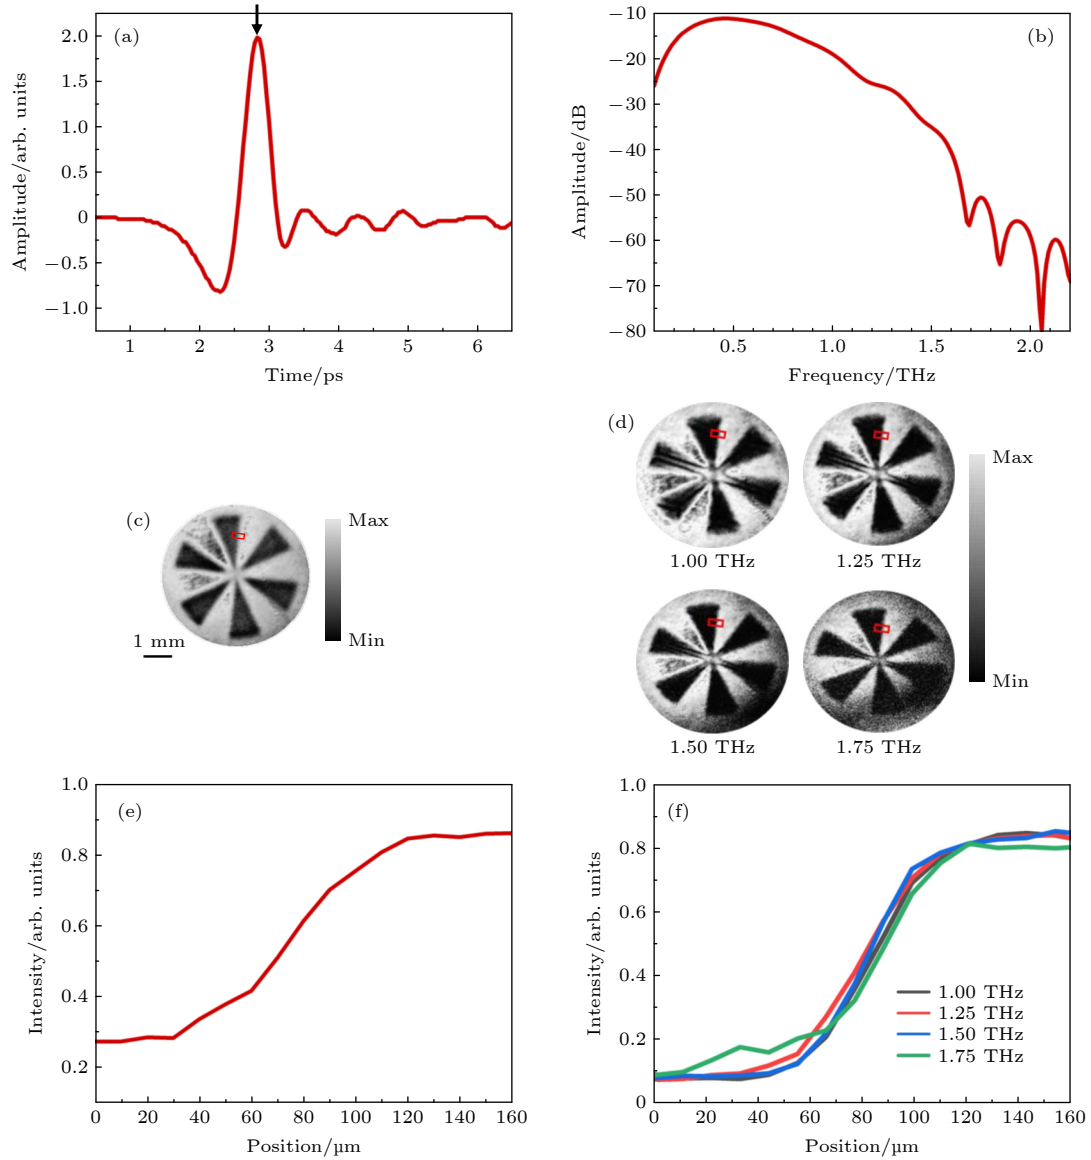 (a)
Amplitude/arb. units
2.0
1.5
1.0
0.5
0
−0.5
−1.0
1 2 3 4 5 6
Time/ps
(b)
Amplitude/dB
−10
−20
−30
−40
−50
−60
−70
−80
0.5 1.0 1.5 2.0
Frequency/THz
(c)
Max
Min
1 mm
(d)
1.00 THz
1.25 THz
1.50 THz
1.75 THz
Max
Min
(e)
Intensity/arb. units
1.0
0.8
0.6
0.4
0.2
0 20 40 60 80 100 120 140 160
Position/µm
(f)
Intensity/arb. units
1.0
0.8
0.6
0.4
0.2
0
1.00 THz
1.25 THz
1.50 THz
1.75 THz
0 20 40 60 80 100 120 140 160
Position/µm